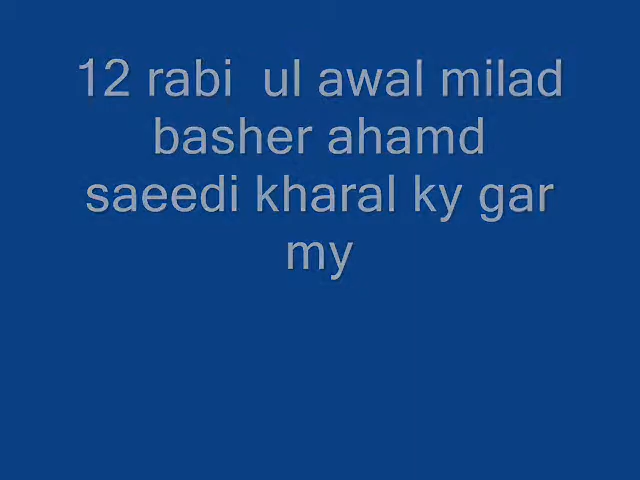 12 rabi  ul awal milad
basher ahamd
saeedi kharal ky gar
my